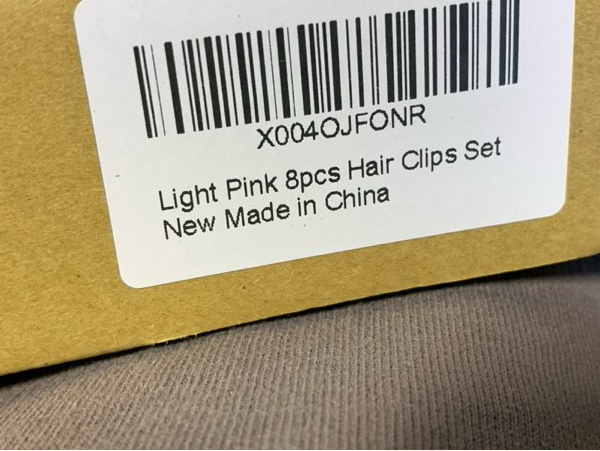 X004OJFONR
Light Pink 8pcs Hair Clips Set
New Made in China